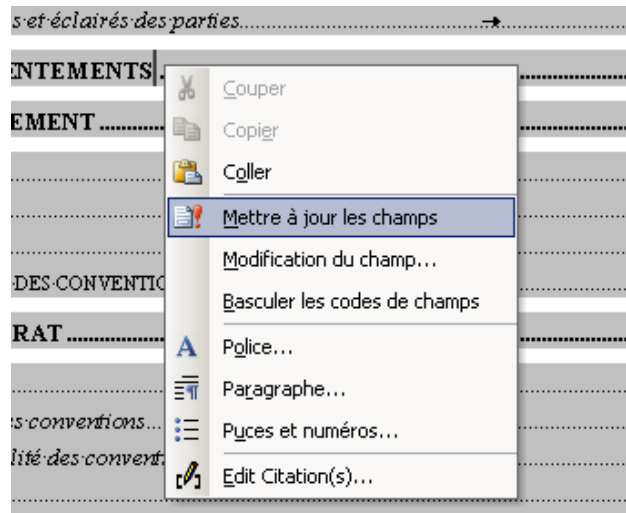 s·et·éclairés·des·parties
ENTEMENTS
Couper
EMENT
Copier
Coller
Mettre à jour les champs
Modification du champ...
DES·CONVENTIO
Basculer les codes de champs
RAT
Police...
Paragraphe...
s·conventions
Puces et numéros...
lité·des·convent
Edit Citation(s)...